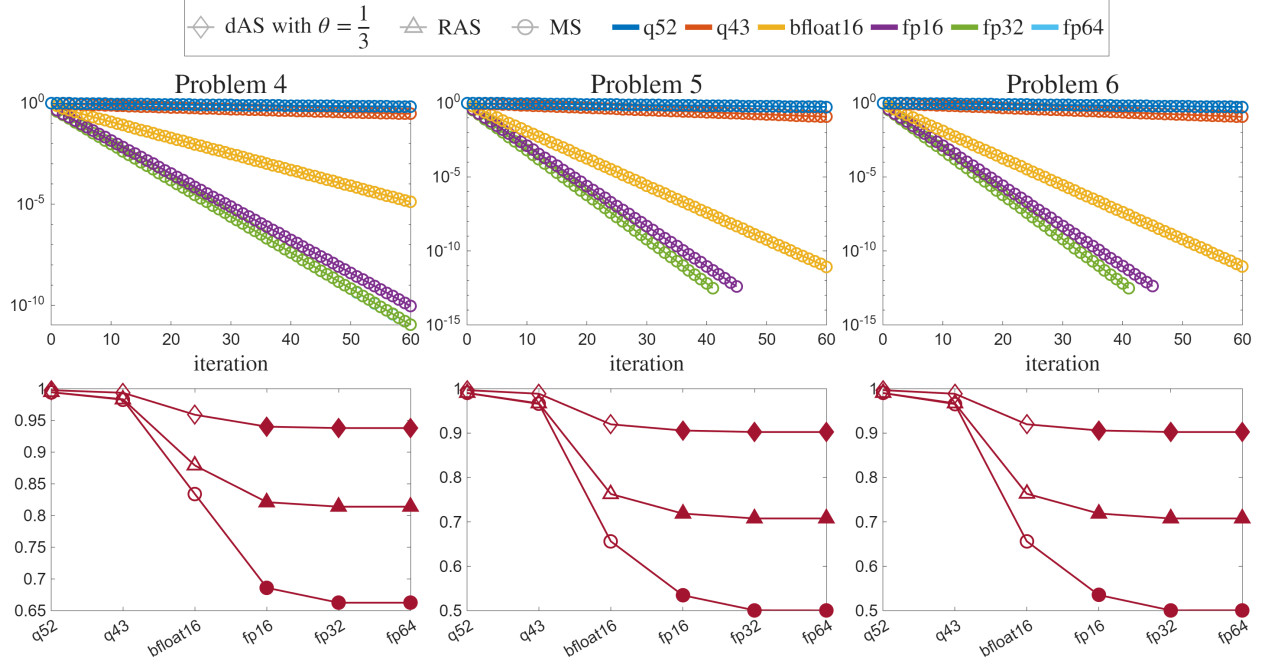 dAS with θ = 1/3 RAS MS q52 q43 bfloat16 fp16 fp32 fp64
Problem 4 Problem 5 Problem 6
10^0 10^0 10^0
10^-5 10^-5 10^-5
10^-10 10^-10 10^-10
10^-15 10^-15
0 10 20 30 40 50 60 0 10 20 30 40 50 60 0 10 20 30 40 50 60
iteration iteration iteration
1 1 1
0.95 0.9 0.9
0.9 0.8 0.8
0.85 0.7 0.7
0.8 0.6 0.6
0.75 0.5 0.5
0.7
0.65
q52 q43 bfloat16 fp16 fp32 fp64 q52 q43 bfloat16 fp16 fp32 fp64 q52 q43 bfloat16 fp16 fp32 fp64